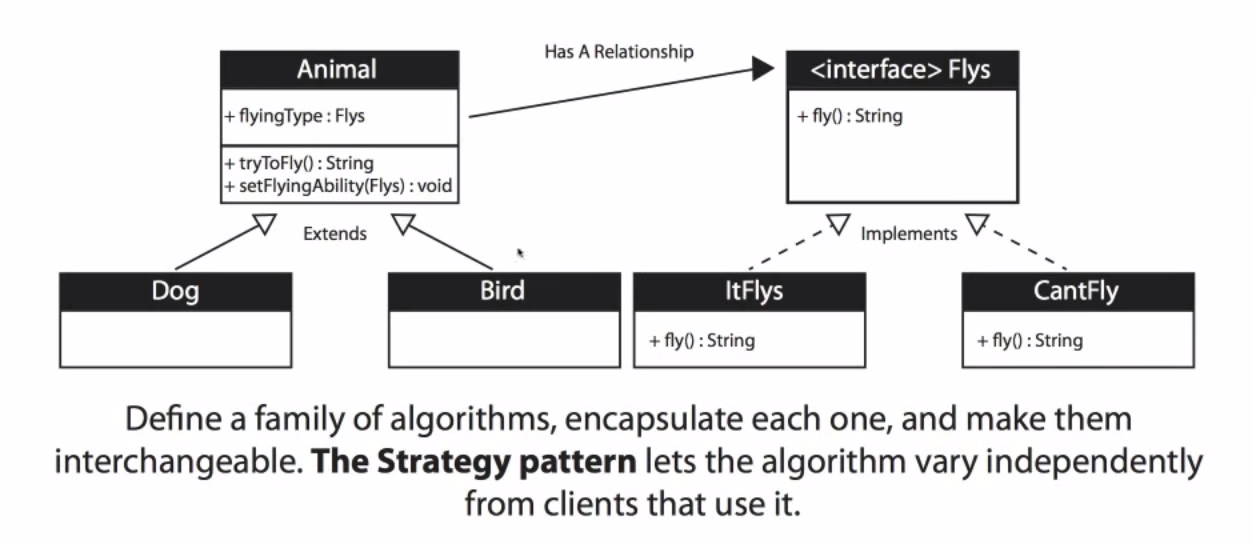 Has A Relationship
Animal
+ flyingType : Flys
+ tryToFly() : String
+ setFlyingAbility(Flys) : void
<interface> Flys
+ fly() : String
Extends
Implements
Dog
Bird
ItFlys
+ fly() : String
CantFly
+ fly() : String
Define a family of algorithms, encapsulate each one, and make them
interchangeable. The Strategy pattern lets the algorithm vary independently
from clients that use it.